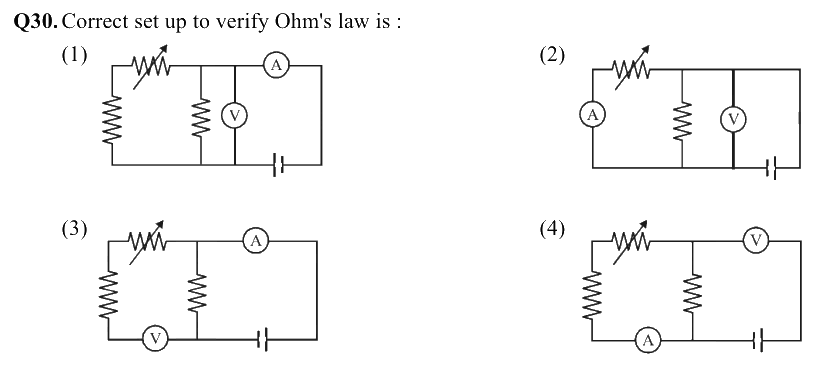 Q30. Correct set up to verify Ohm's law is :
(1)
A
V
(2)
A
V
(3)
A
V
(4)
V
A